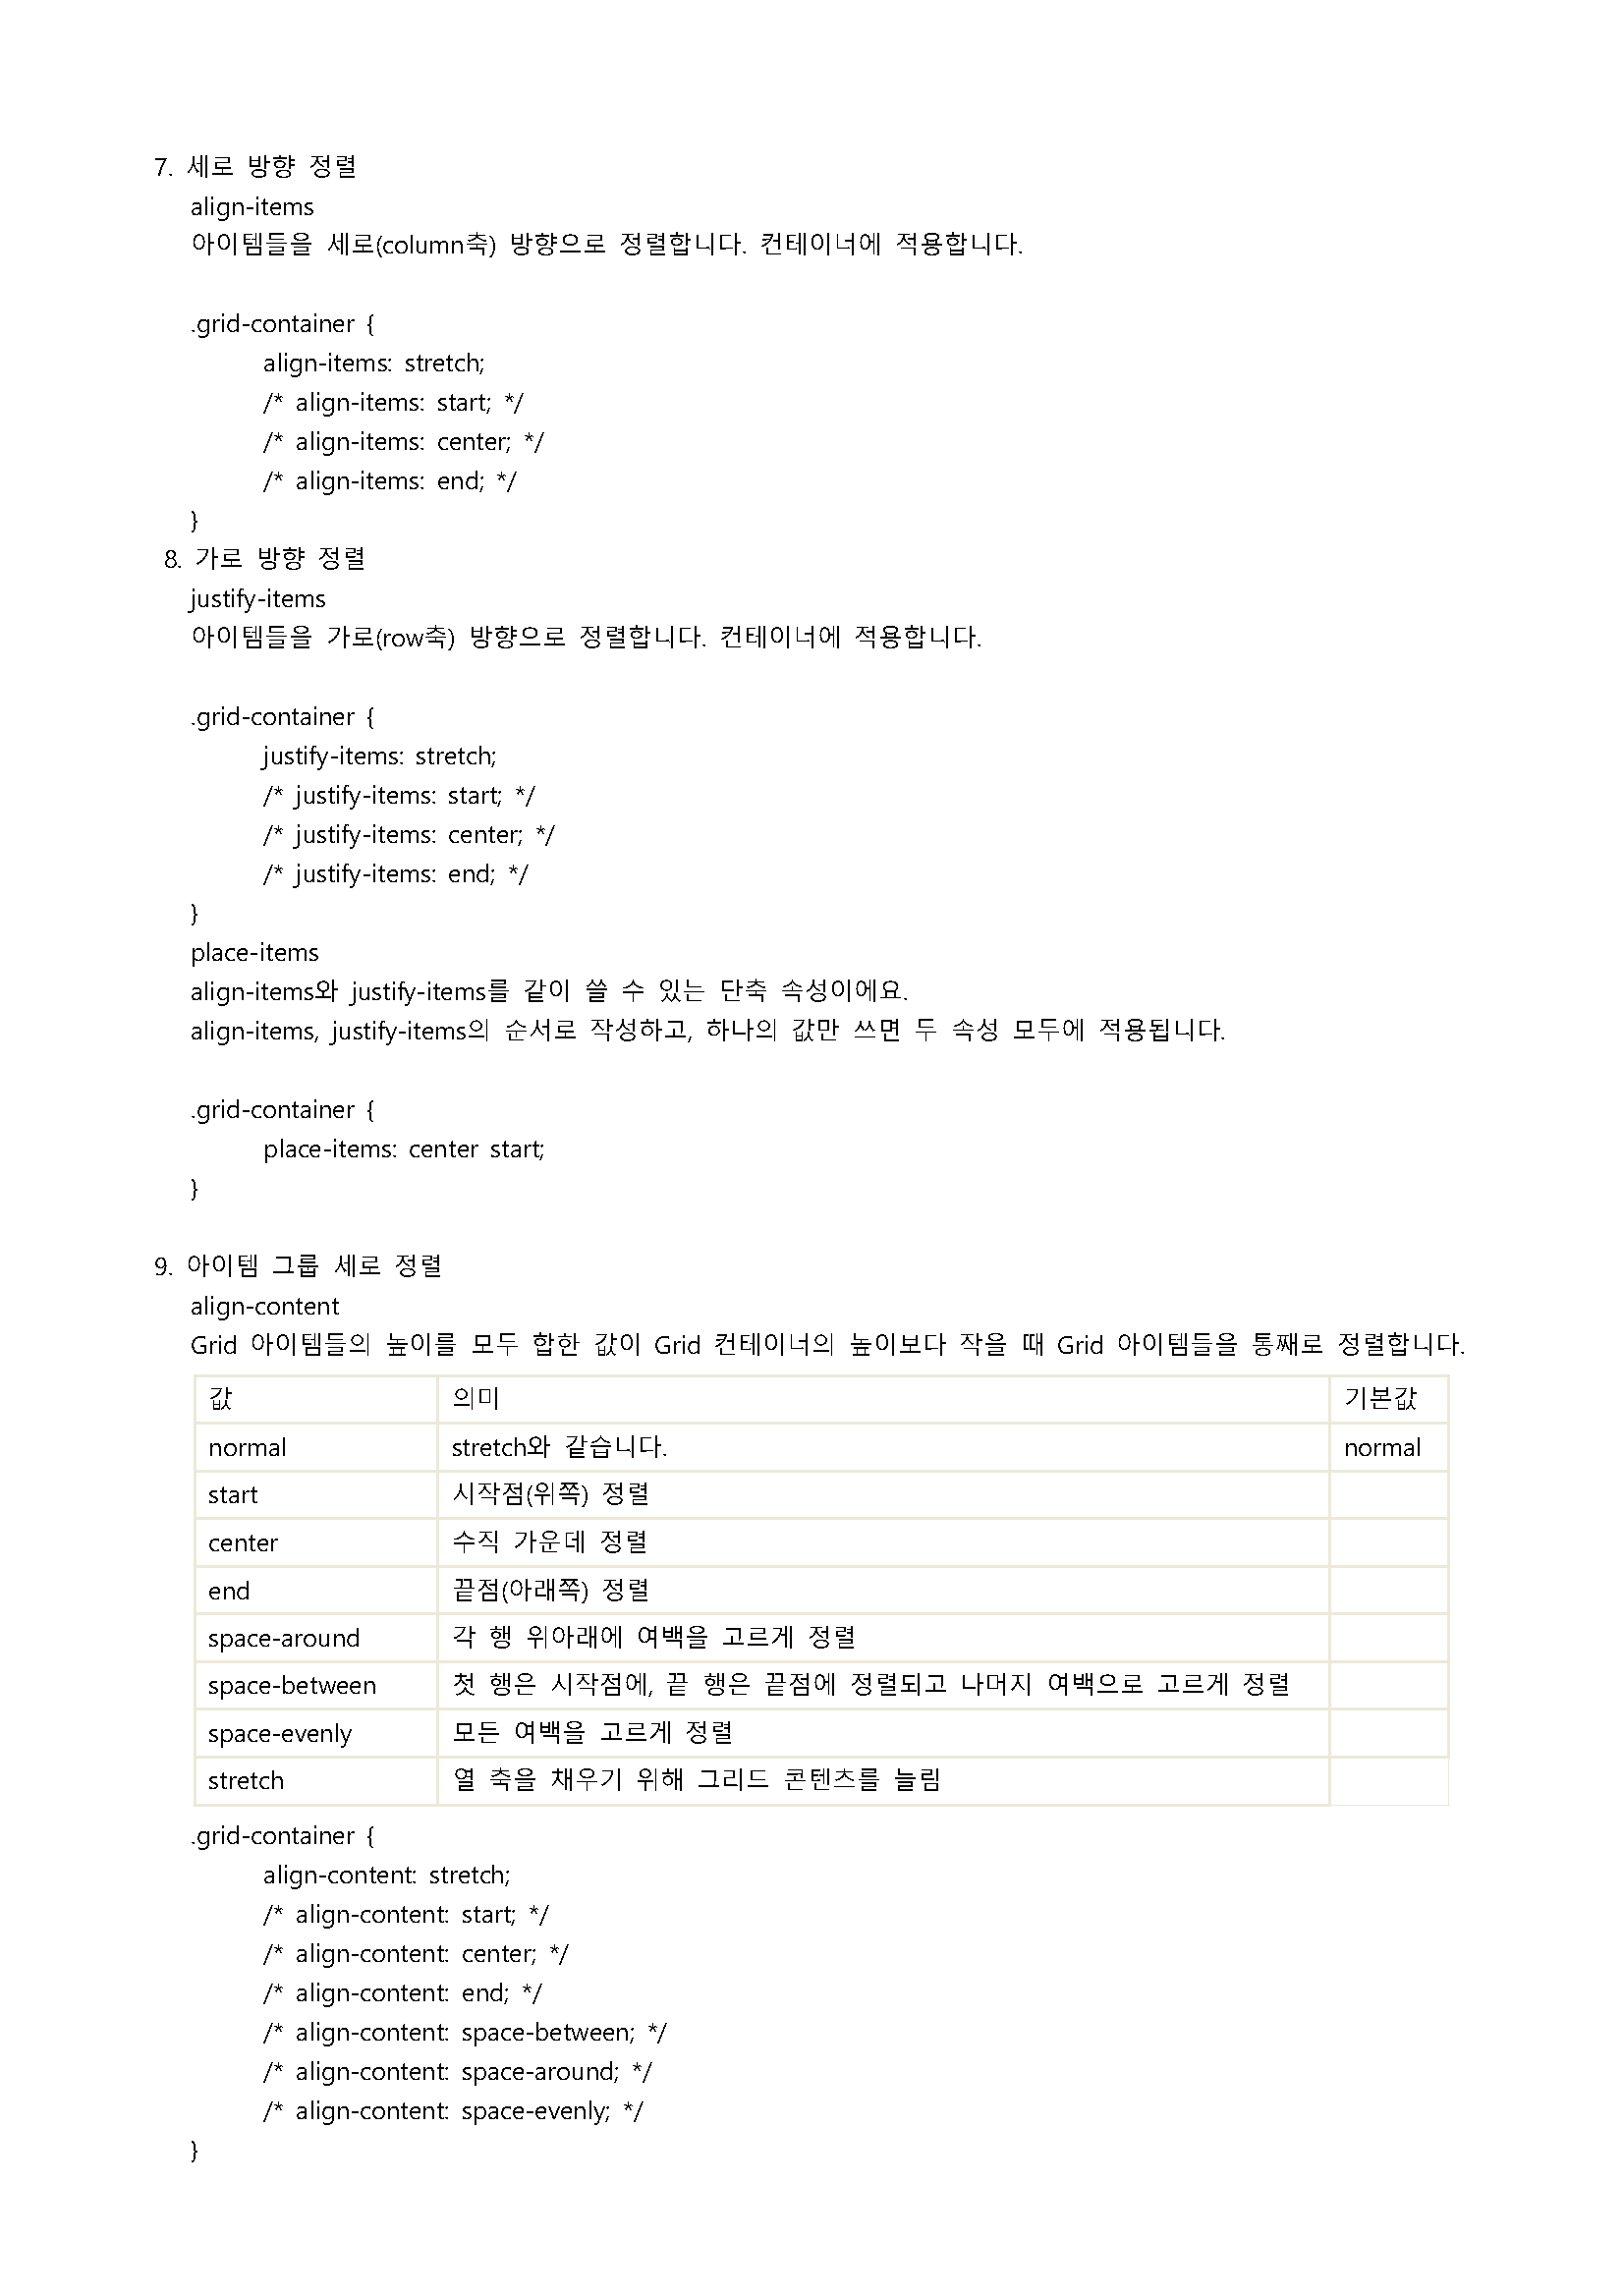 7. 세로 방향 정렬
align-items
아이템들을 세로(column축) 방향으로 정렬합니다. 컨테이너에 적용합니다.
.grid-container {
align-items: stretch;
/* align-items: start; */
/* align-items: center; */
/* align-items: end; */
}
8. 가로 방향 정렬
justify-items
아이템들을 가로(row축) 방향으로 정렬합니다. 컨테이너에 적용합니다.
.grid-container {
justify-items: stretch;
/* justify-items: start; */
/* justify-items: center; */
/* justify-items: end; */
}
place-items
align-items와 justify-items를 같이 쓸 수 있는 단축 속성이에요.
align-items, justify-items의 순서로 작성하고, 하나의 값만 쓰면 두 속성 모두에 적용됩니다.
.grid-container {
place-items: center start;
}
9. 아이템 그룹 세로 정렬
align-content
Grid 아이템들의 높이를 모두 합한 값이 Grid 컨테이너의 높이보다 작을 때 Grid 아이템들을 통째로 정렬합니다.
값 의미 기본값
normal stretch와 같습니다. normal
start 시작점(위쪽) 정렬
center 수직 가운데 정렬
end 끝점(아래쪽) 정렬
space-around 각 행 위아래에 여백을 고르게 정렬
space-between 첫 행은 시작점에, 끝 행은 끝점에 정렬되고 나머지 여백으로 고르게 정렬
space-evenly 모든 여백을 고르게 정렬
stretch 열 축을 채우기 위해 그리드 콘텐츠를 늘림
.grid-container {
align-content: stretch;
/* align-content: start; */
/* align-content: center; */
/* align-content: end; */
/* align-content: space-between; */
/* align-content: space-around; */
/* align-content: space-evenly; */
}